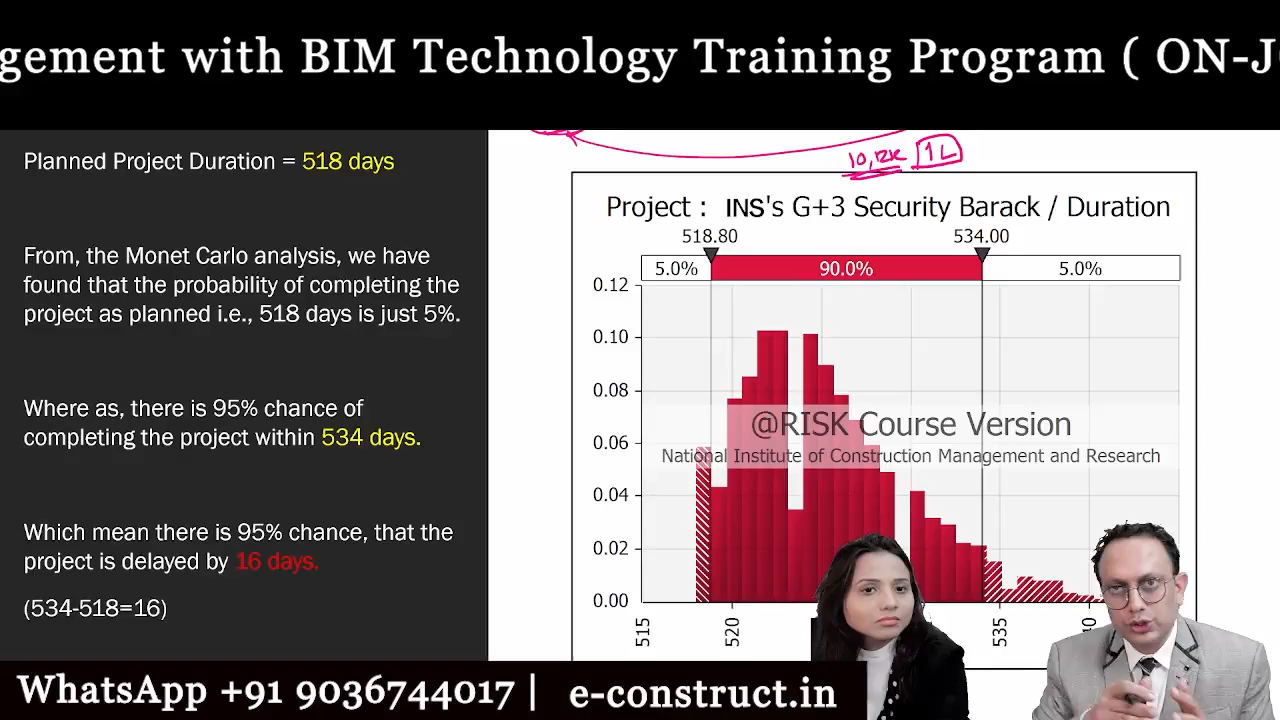 gement with BIM Technology Training Program ( ON-J
Planned Project Duration = 518 days
From, the Monet Carlo analysis, we have
found that the probability of completing the
project as planned i.e., 518 days is just 5%.
Where as, there is 95% chance of
completing the project within 534 days.
Which mean there is 95% chance, that the
project is delayed by 16 days.
(534-518=16)
10,12K 1L
Project : INS's G+3 Security Barack / Duration
518.80 534.00
5.0% 90.0% 5.0%
0.12
0.10
0.08
0.06
0.04
0.02
0.00
@RISK Course Version
National Institute of Construction Management and Research
515 520 535
WhatsApp +91 9036744017 | e-construct.in